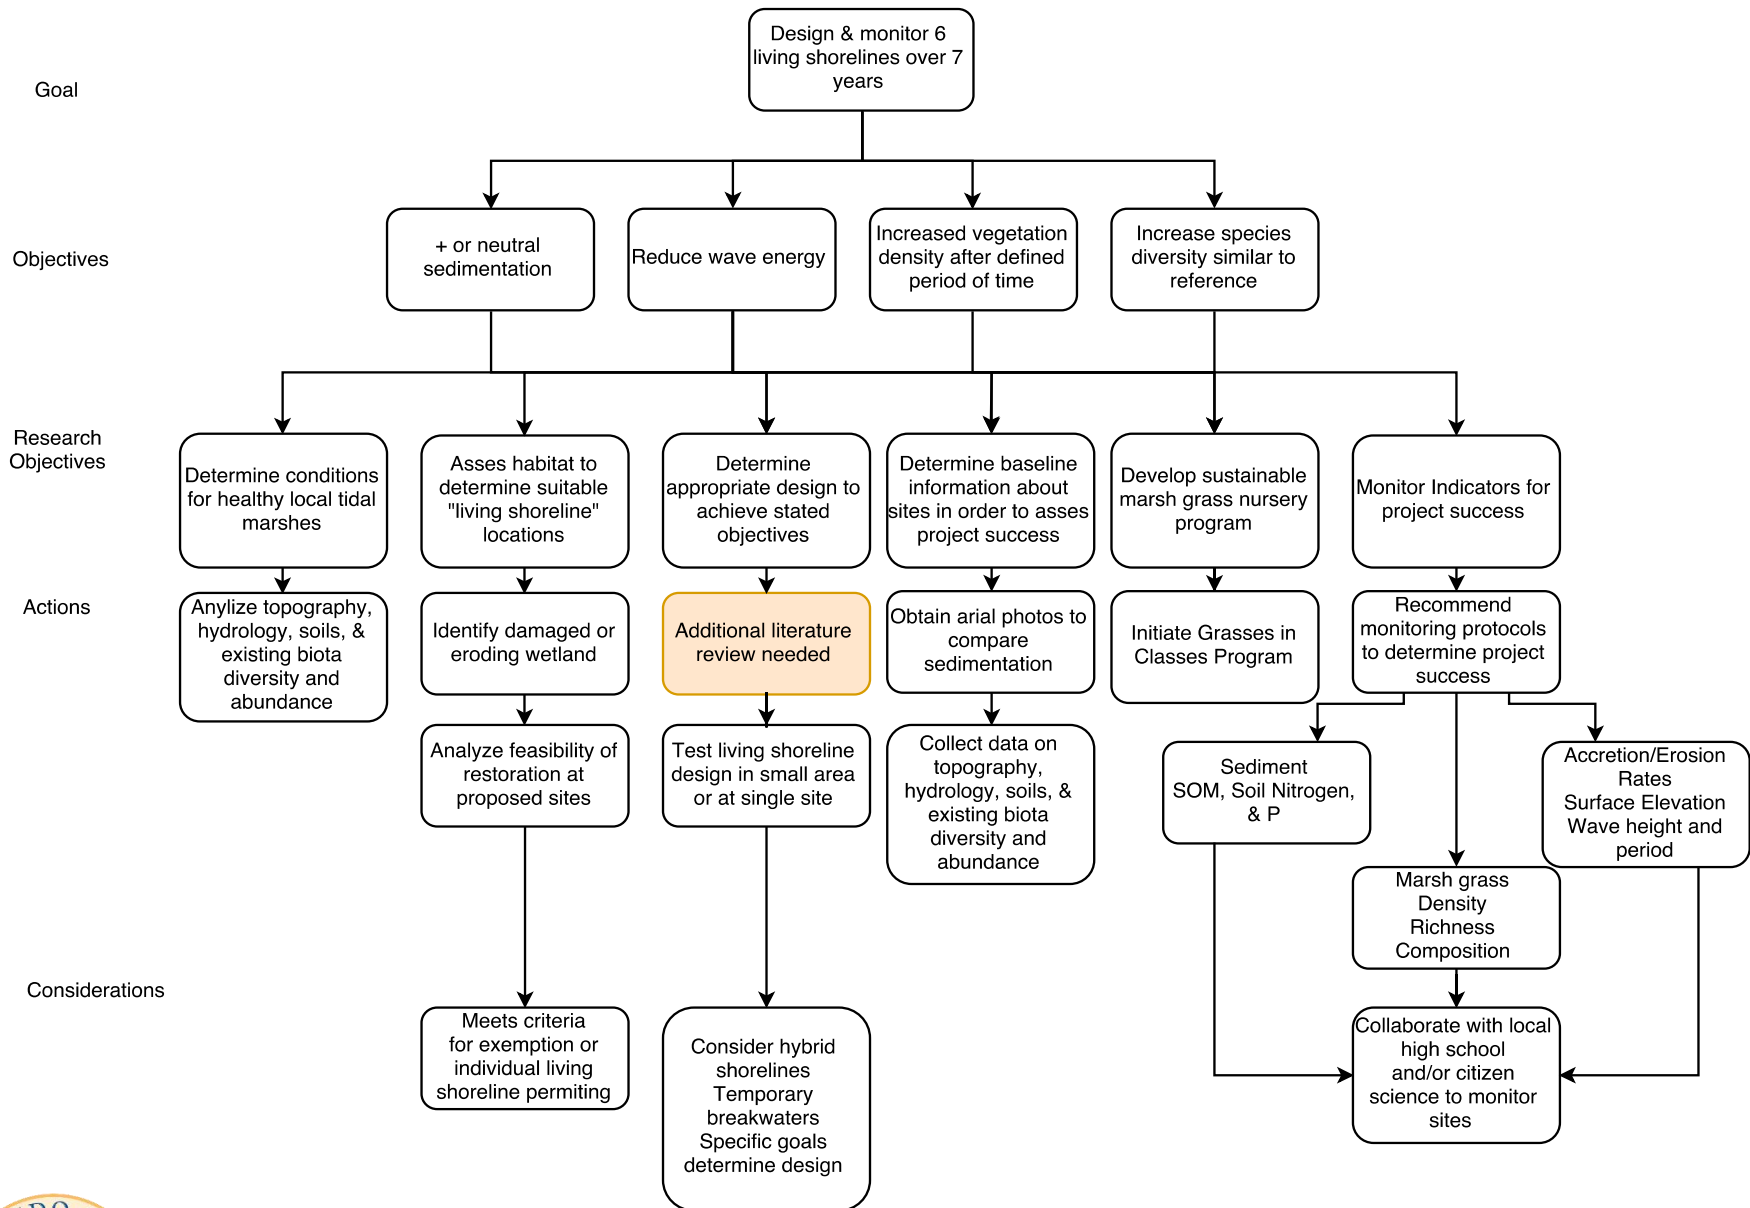 Goal
Design & monitor 6
living shorelines over 7
years
Objectives
+ or neutral
sedimentation
Reduce wave energy
Increased vegetation
density after defined
period of time
Increase species
diversity similar to
reference
Research
Objectives
Determine conditions
for healthy local tidal
marshes
Asses habitat to
determine suitable
"living shoreline"
locations
Determine
appropriate design to
achieve stated
objectives
Determine baseline
information about
sites in order to asses
project success
Develop sustainable
marsh grass nursery
program
Monitor Indicators for
project success
Actions
Anylize topography,
hydrology, soils, &
existing biota
diversity and
abundance
Identify damaged or
eroding wetland
Additional literature
review needed
Obtain arial photos to
compare
sedimentation
Initiate Grasses in
Classes Program
Recommend
monitoring protocols
to determine project
success
Analyze feasibility of
restoration at
proposed sites
Test living shoreline
design in small area
or at single site
Collect data on
topography,
hydrology, soils, &
existing biota
diversity and
abundance
Sediment
SOM, Soil Nitrogen,
& P
Accretion/Erosion
Rates
Surface Elevation
Wave height and
period
Marsh grass
Density
Richness
Composition
Considerations
Meets criteria
for exemption or
individual living
shoreline permiting
Consider hybrid
shorelines
Temporary
breakwaters
Specific goals
determine design
Collaborate with local
high school
and/or citizen
science to monitor
sites